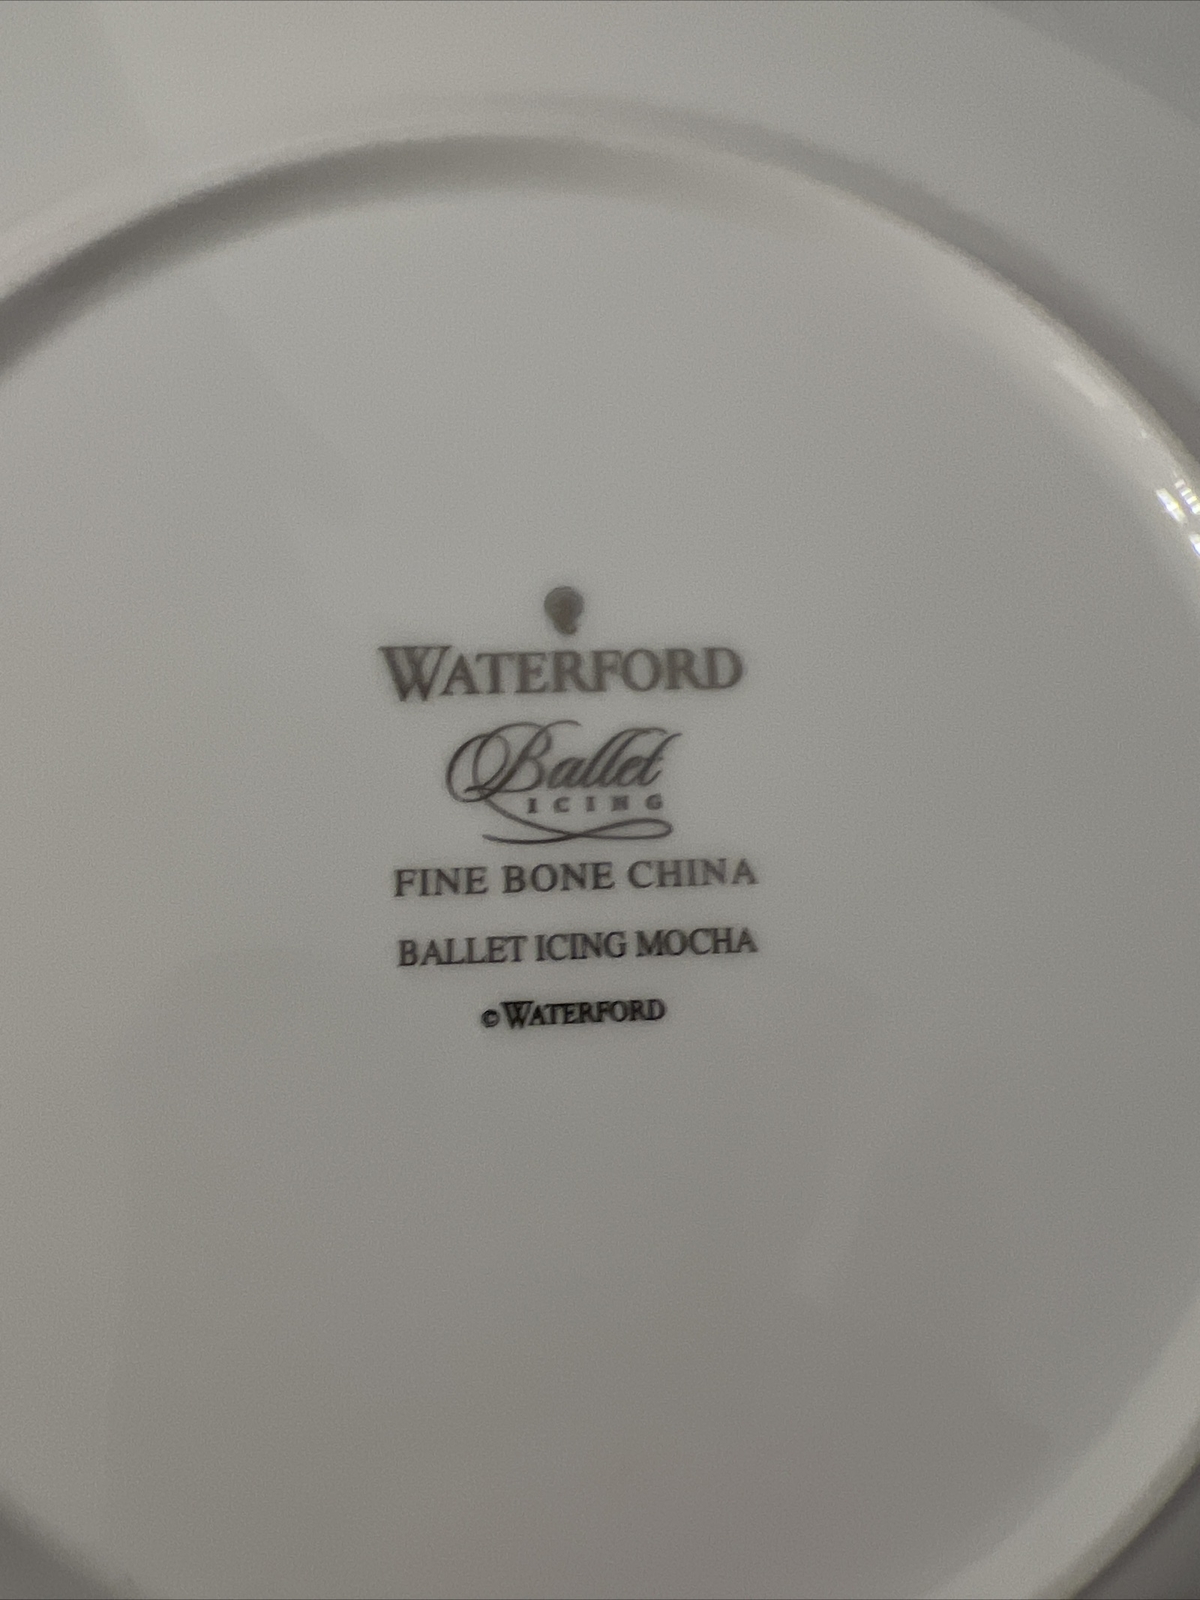 WATERFORD
Ballet
ICING
FINE BONE CHINA
BALLET ICING MOCHA
© WATERFORD